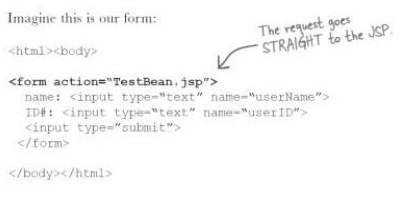 Imagine this is our form:
The request goes
STRAIGHT to the JSP.
<html><body>
<form action="TestBean.jsp">
name: <input type="text" name="userName">
ID#: <input type="text" name="userID">
<input type="submit">
</form>
</body></html>